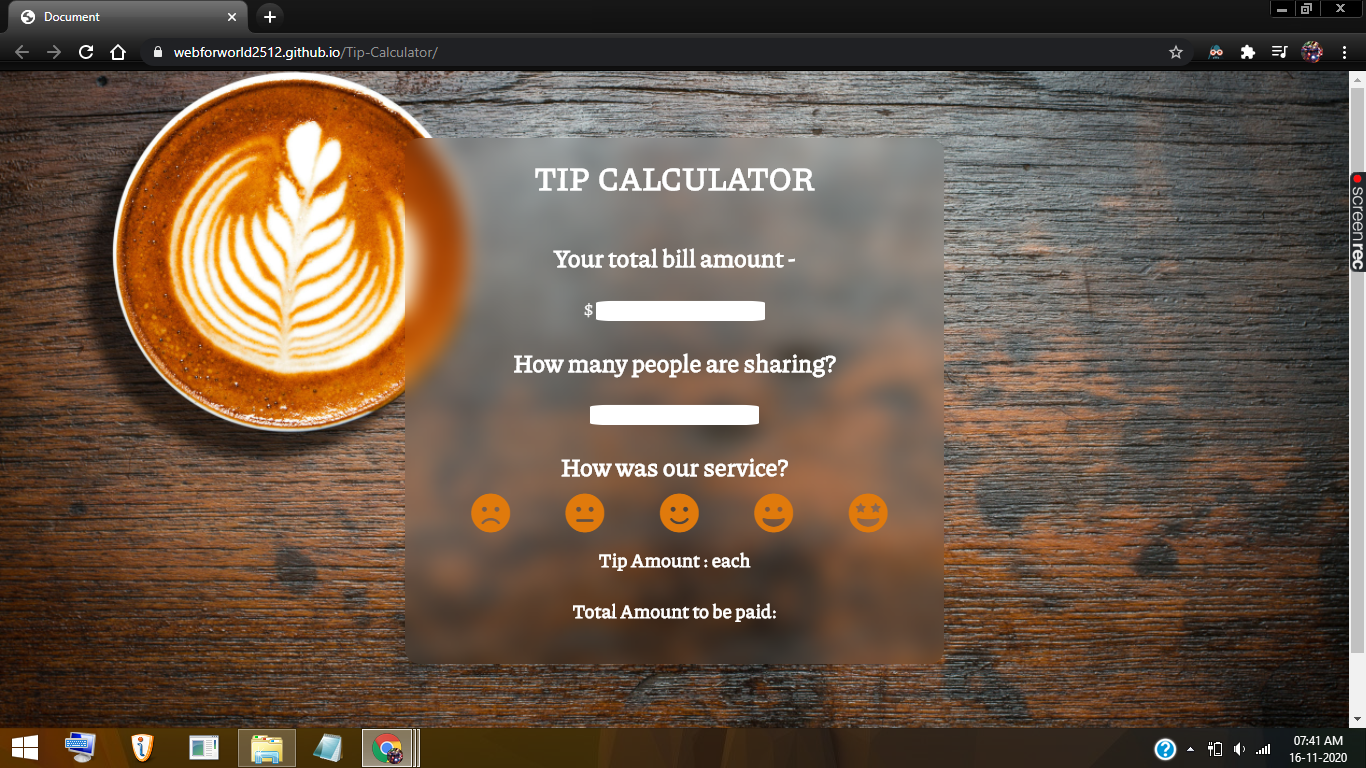 Document
webforworld2512.github.io/Tip-Calculator/
TIP CALCULATOR
Your total bill amount -
$
How many people are sharing?
How was our service?
Tip Amount : each
Total Amount to be paid:
screenrec
07:41 AM
16-11-2020